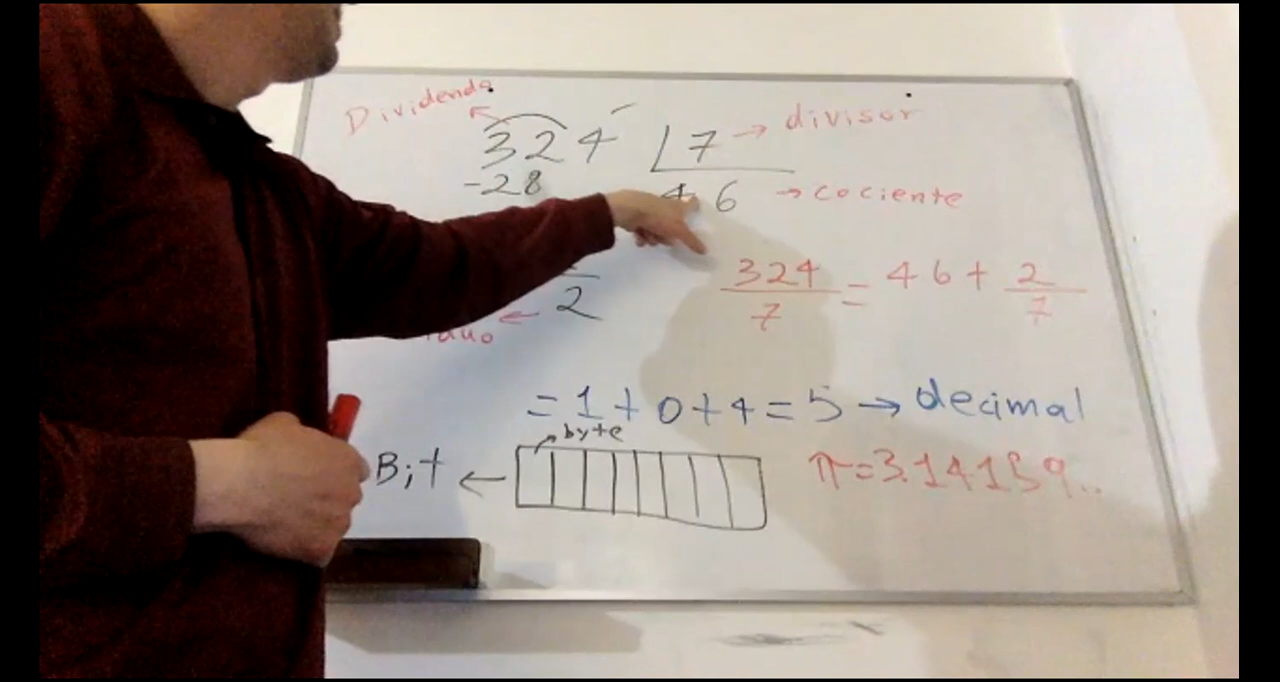 Dividendo
324 7 → divisor
-28 46 → cociente
2
324/7 = 46 + 2/7
= 1 + 0 + 4 = 5 → decimal
byte
Bit ←
π = 3.14159..